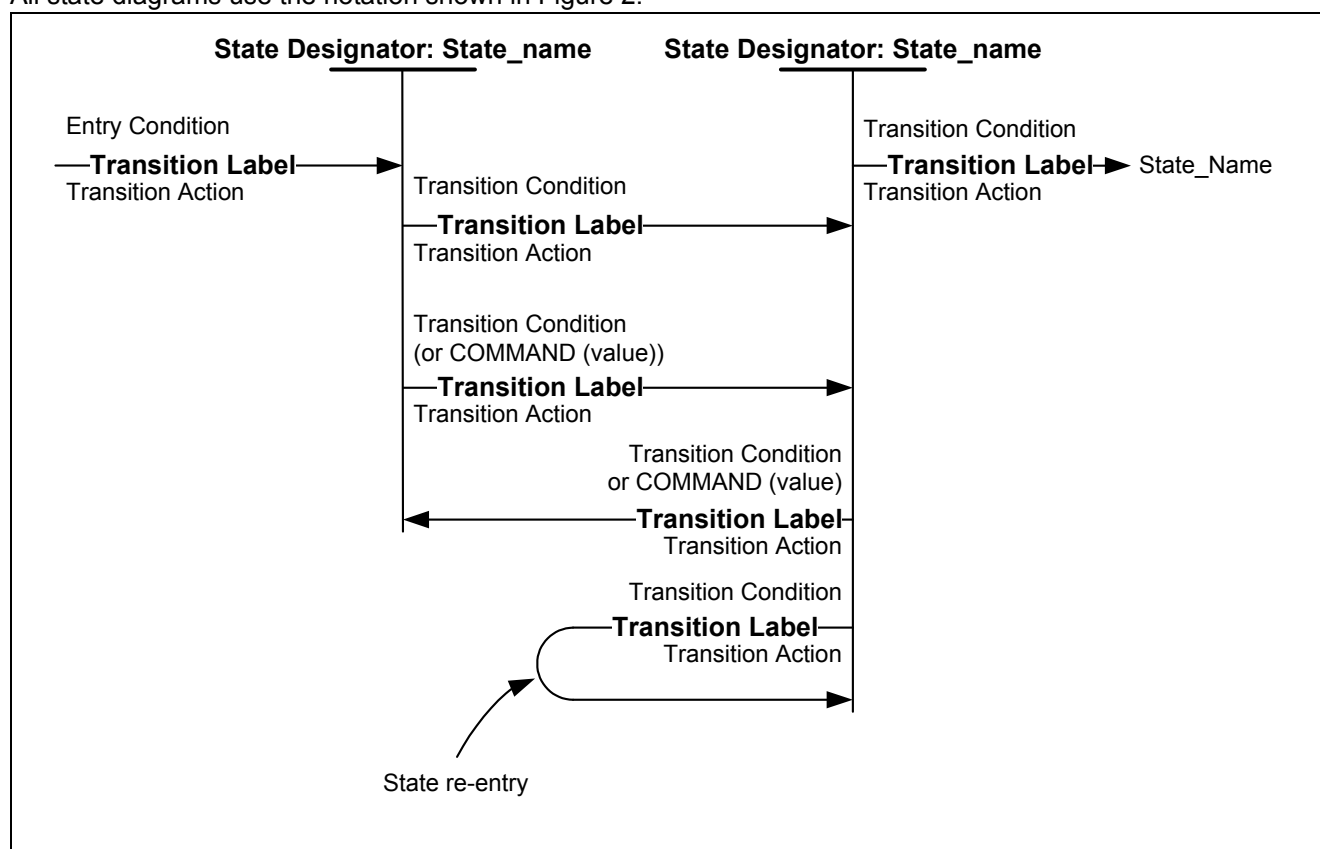 All state diagrams use the notation shown in Figure 2.
State Designator: State_name
State Designator: State_name
Entry Condition
Transition Label
Transition Action
Transition Condition
Transition Label
State_Name
Transition Action
Transition Condition
Transition Label
Transition Action
Transition Condition
(or COMMAND (value))
Transition Label
Transition Action
Transition Condition
or COMMAND (value)
Transition Label
Transition Action
Transition Condition
Transition Label
Transition Action
State re-entry